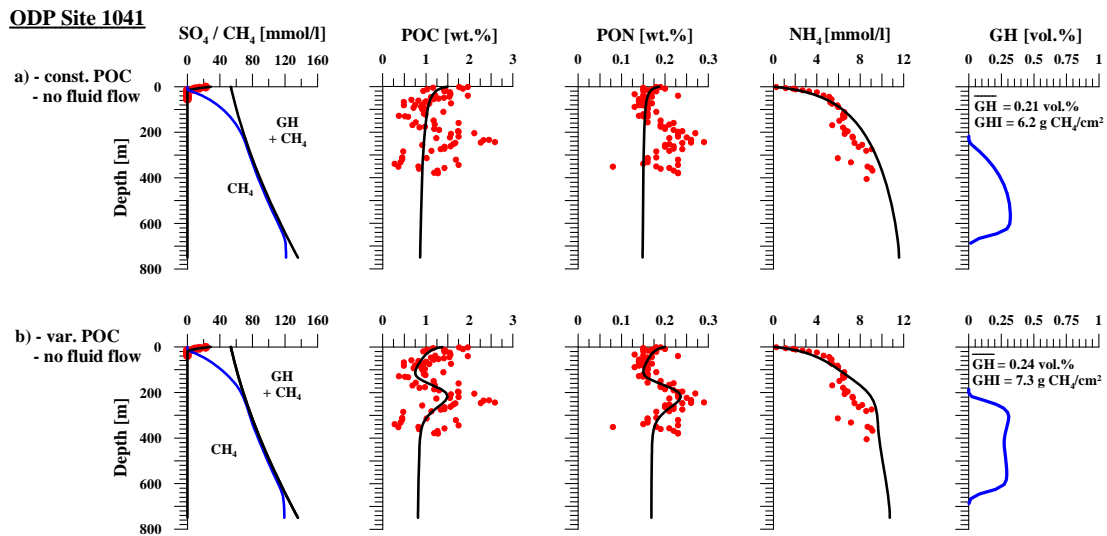 ODP Site 1041
SO4 / CH4 [mmol/l] POC [wt.%] PON [wt.%] NH4[mmol/l] GH [vol.%]
0 40 80 120 160 0 1 2 3 0 0.1 0.2 0.3 0 4 8 12 0 0.25 0.5 0.75 1
a) - const. POC
- no fluid flow
Depth [m]
0
200
400
600
800
GH
+ CH4
CH4
GH = 0.21 vol.%
GHI = 6.2 g CH4/cm2
0 40 80 120 160 0 1 2 3 0 0.1 0.2 0.3 0 4 8 12 0 0.25 0.5 0.75 1
b) - var. POC
- no fluid flow
Depth [m]
0
200
400
600
800
GH
+ CH4
CH4
GH = 0.24 vol.%
GHI = 7.3 g CH4/cm2